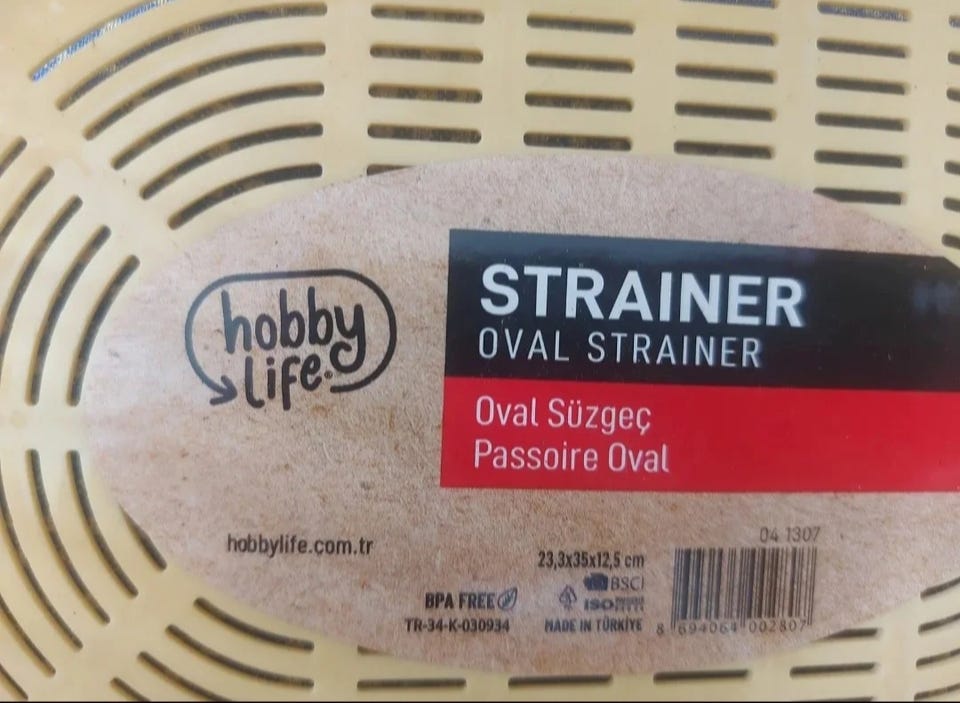 hobby
life
STRAINER
OVAL STRAINER
Oval Süzgeç
Passoire Oval
hobbylife.com.tr
04 1307
23,3x35x12,5 cm
BSCI
BPA FREE
ISO
TR-34-K-030934
MADE IN TÜRKİYE
8 694064 002807